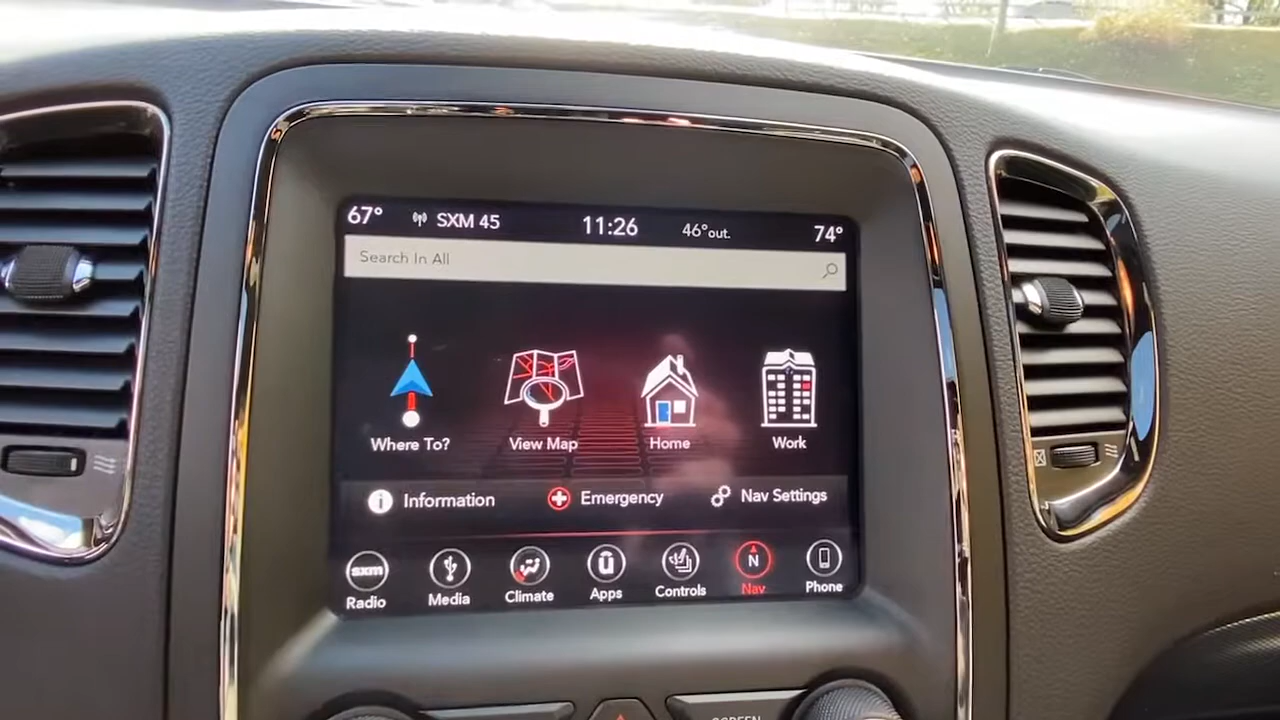 67° SXM 45 11:26 46°out. 74°
Search In All
Where To? View Map Home Work
i Information Emergency Nav Settings
sxm N
Radio Media Climate Apps Controls Nav Phone
SCREEN